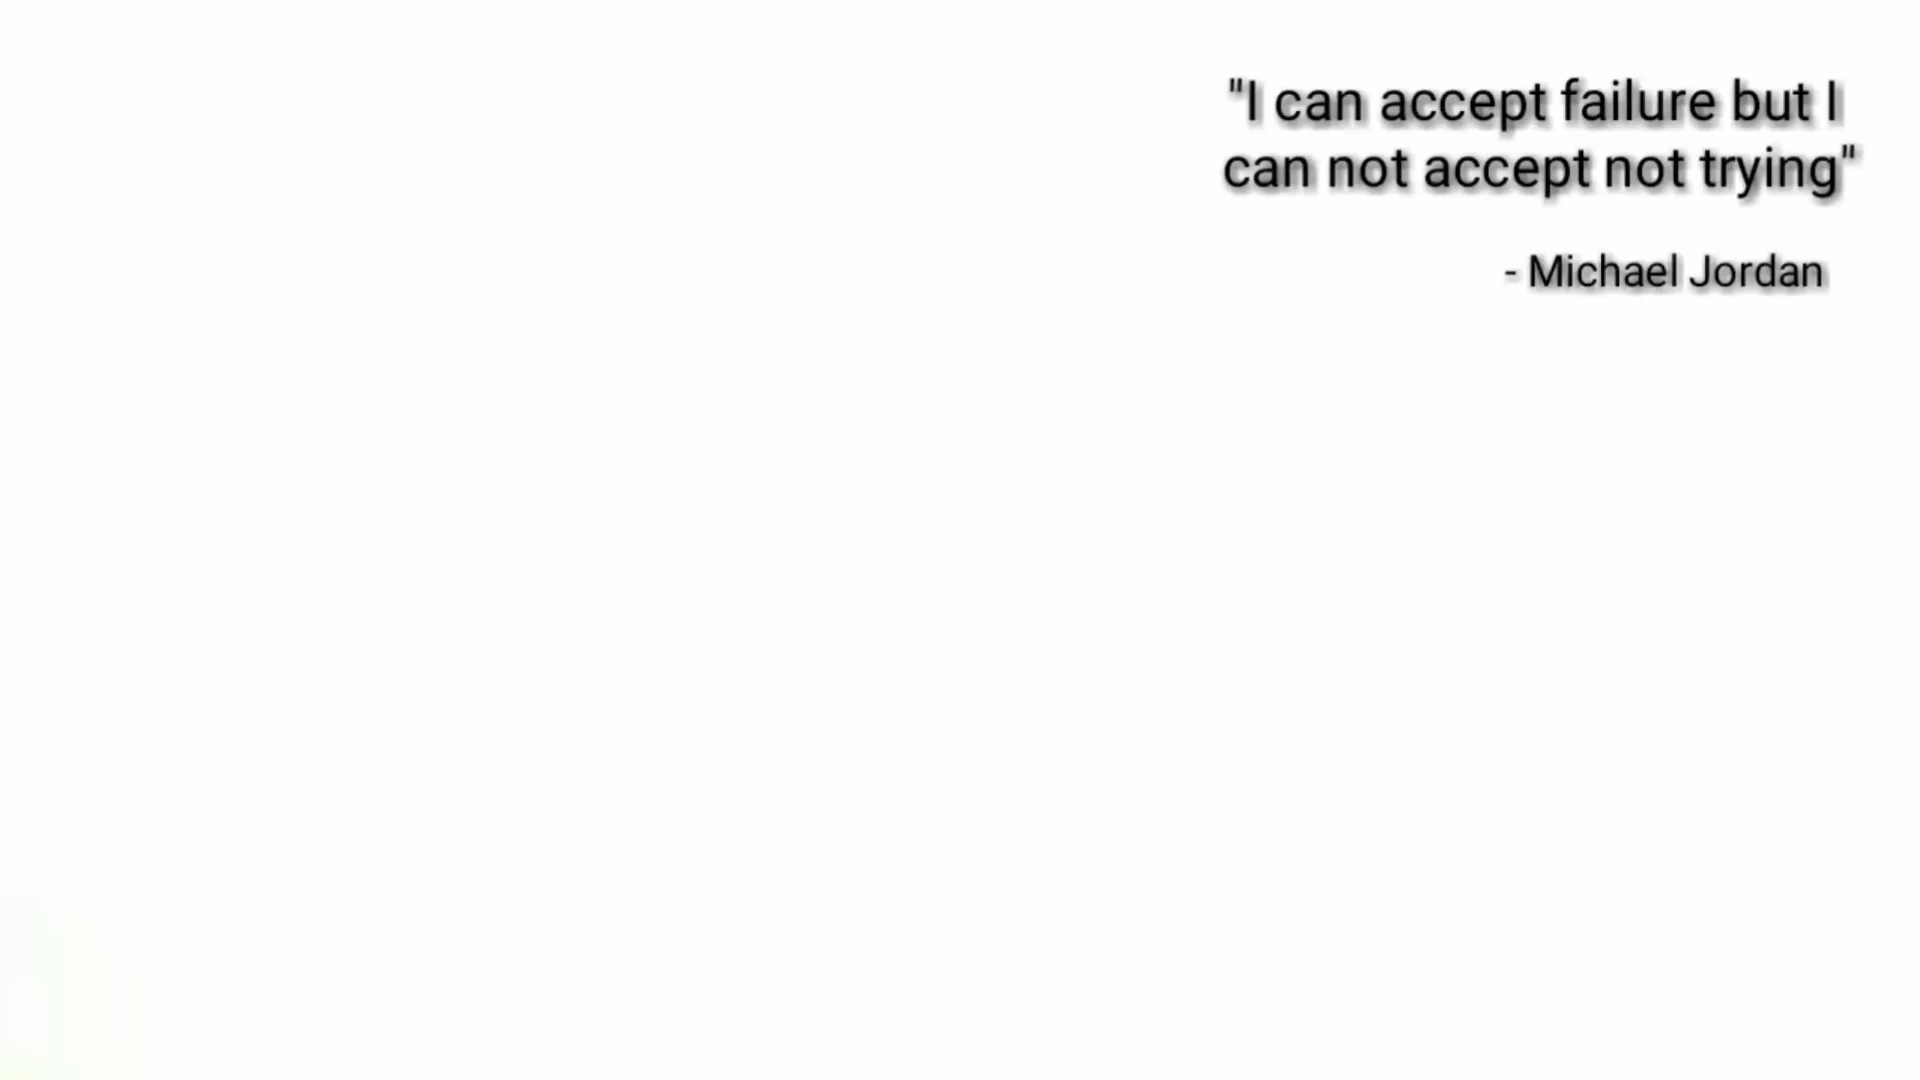 "I can accept failure but I
can not accept not trying"
- Michael Jordan